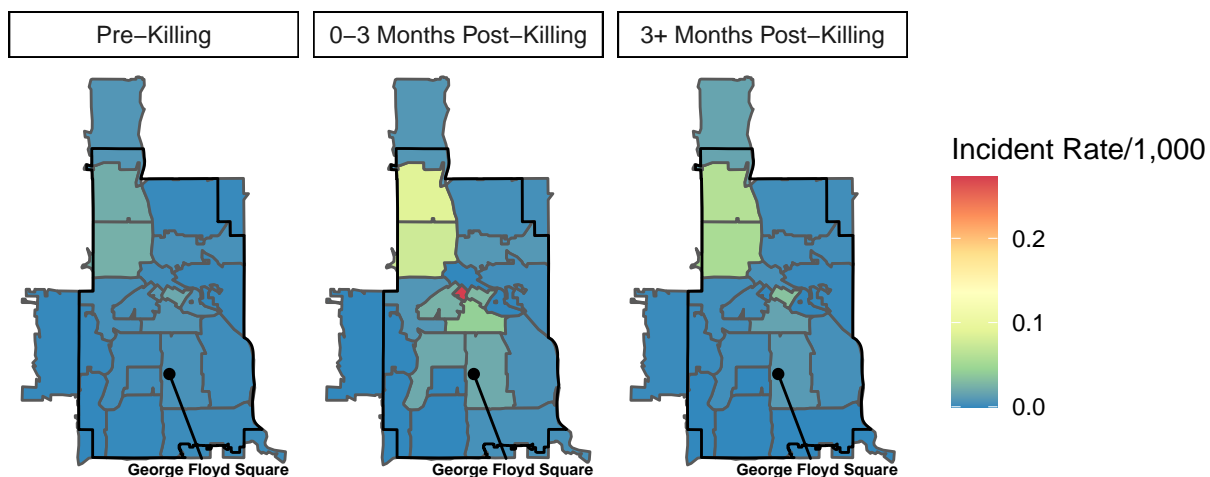 Pre−Killing
0−3 Months Post−Killing
3+ Months Post−Killing
Incident Rate/1,000
0.2
0.1
0.0
George Floyd Square
George Floyd Square
George Floyd Square